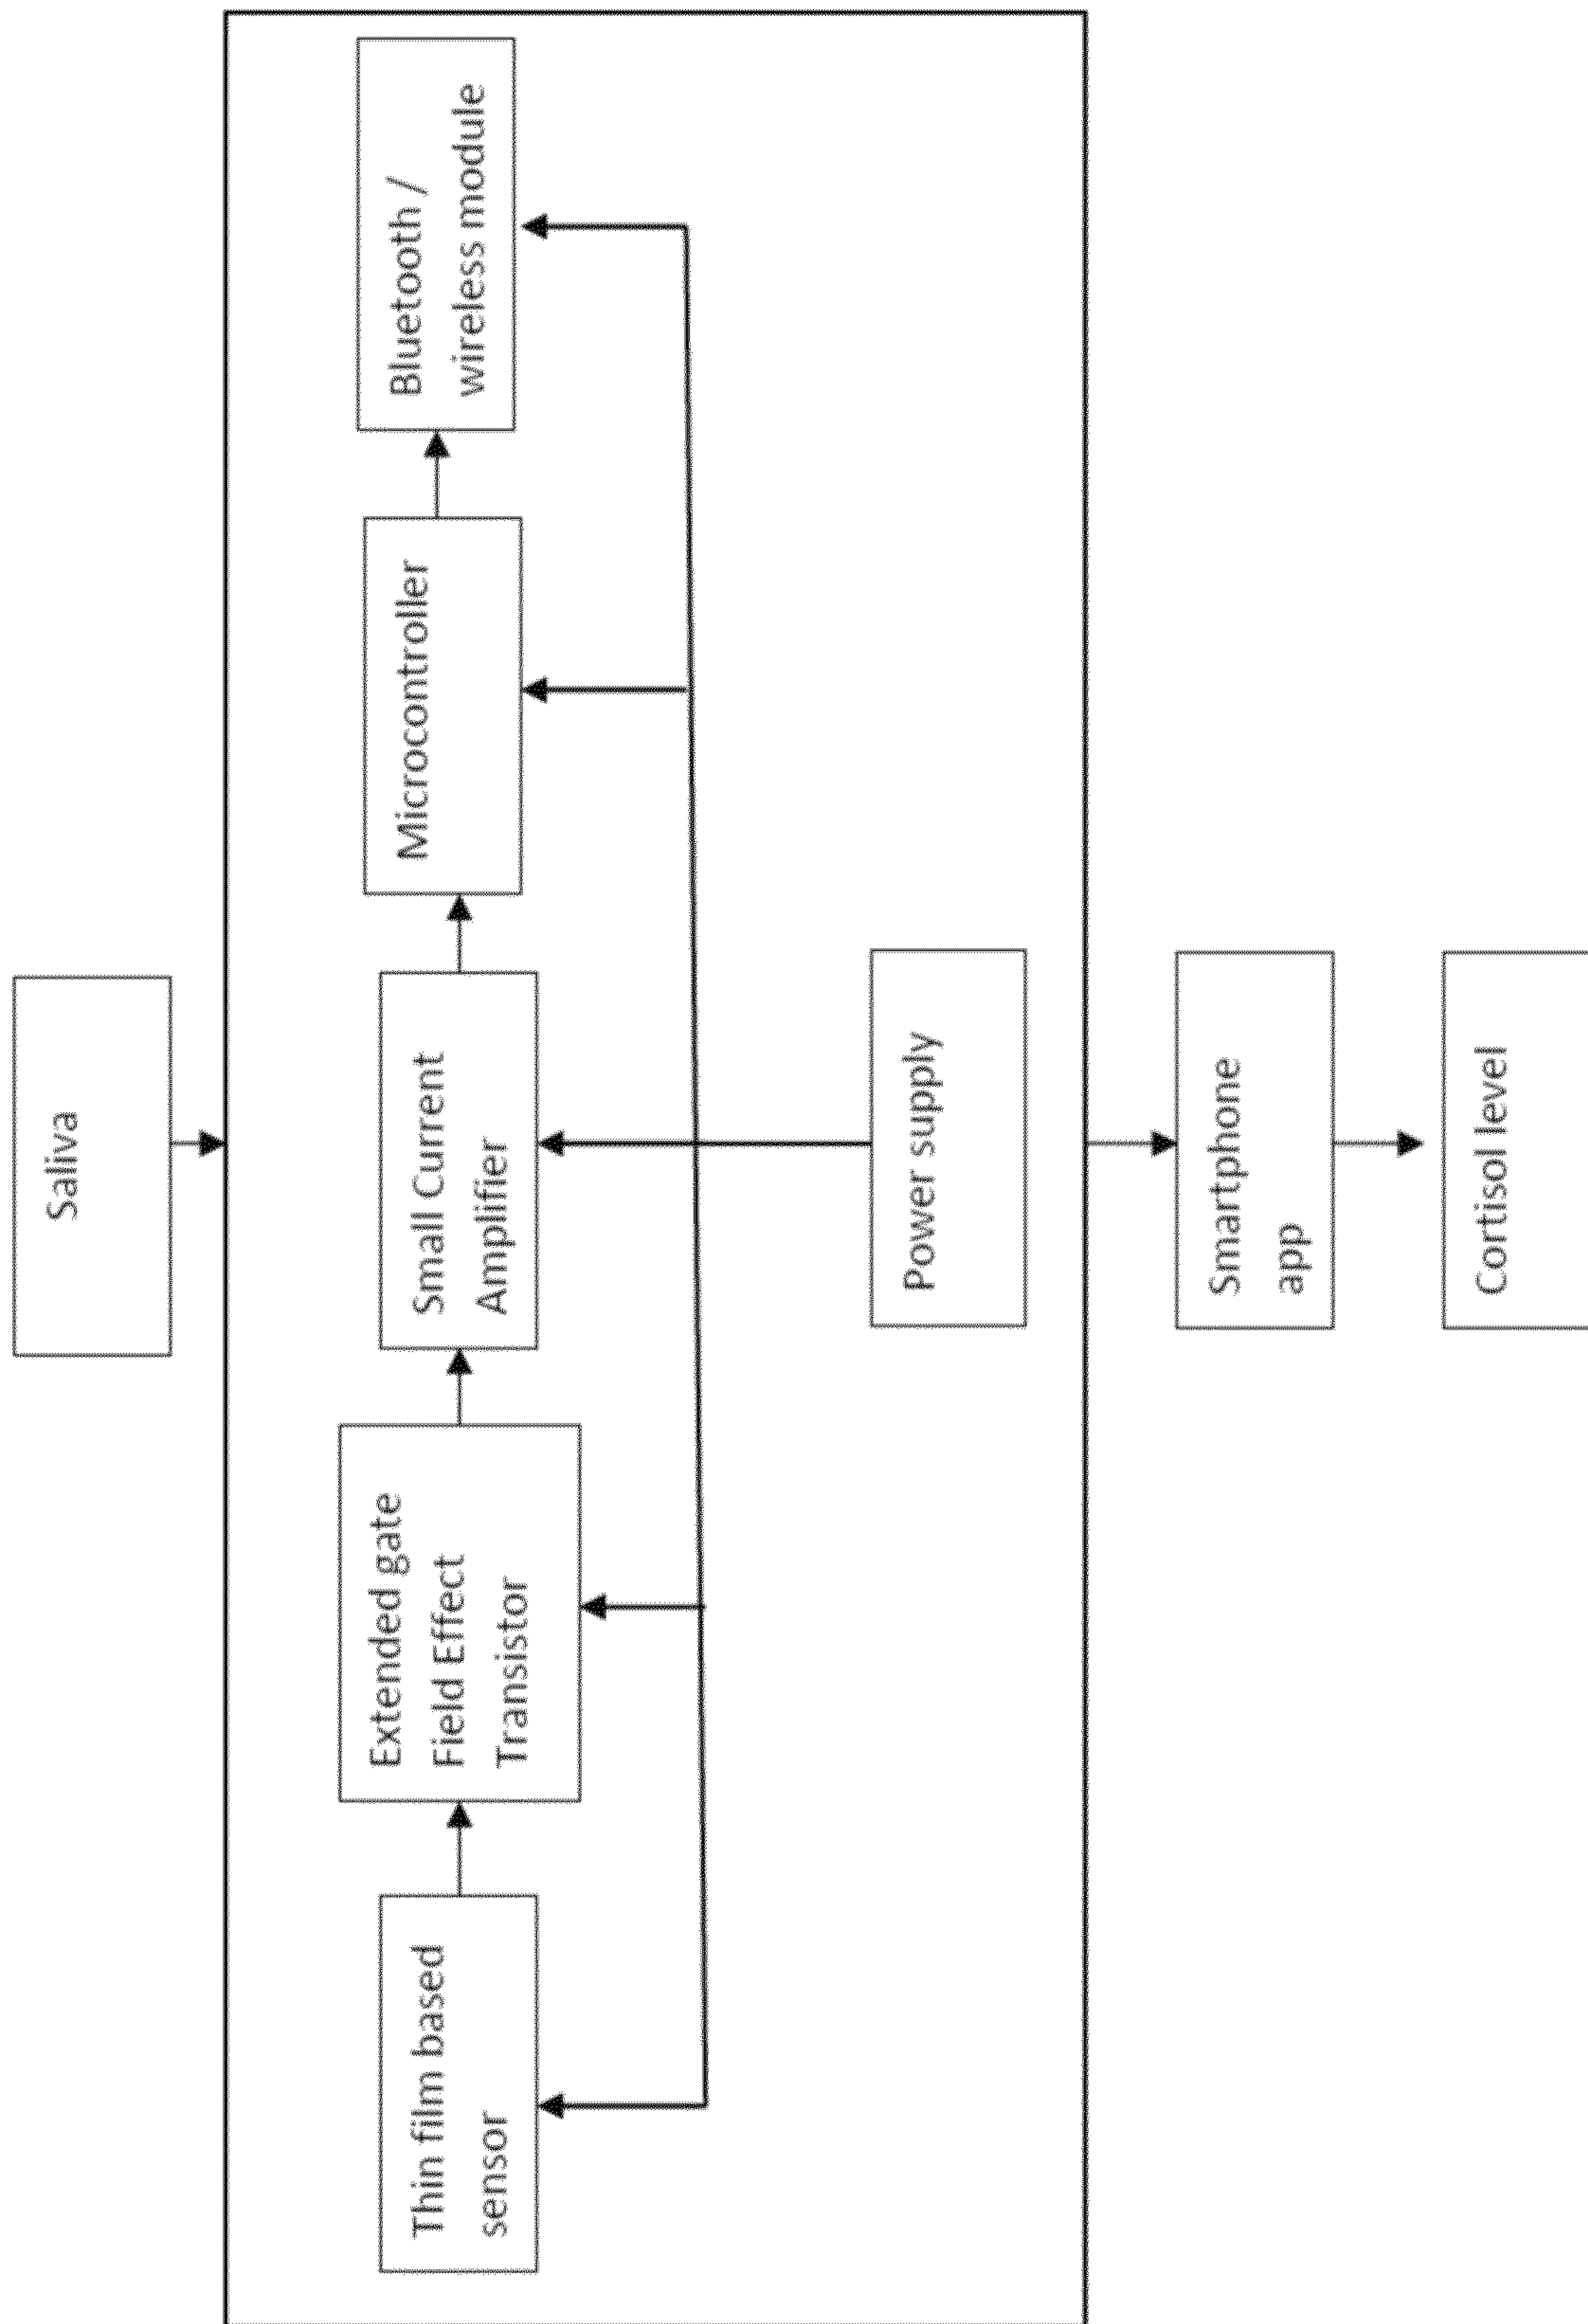 Saliva
Thin film based
sensor
Extended gate
Field Effect
Transistor
Small Current
Amplifier
Microcontroller
Bluetooth /
wireless module
Power supply
Smartphone
app
Cortisol level